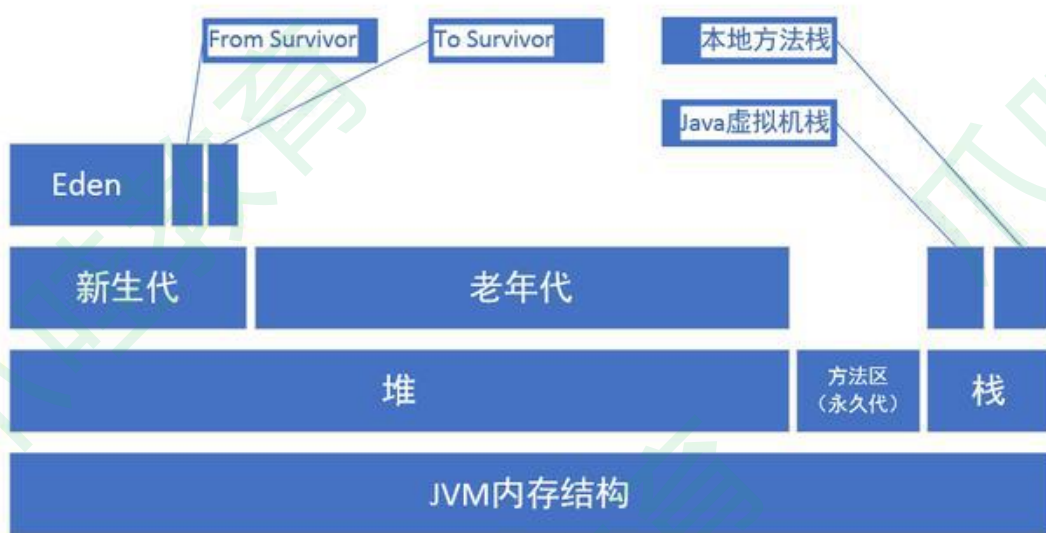 From Survivor
To Survivor
本地方法栈
Java虚拟机栈
Eden
新生代
老年代
堆
方法区
（永久代）
栈
JVM内存结构